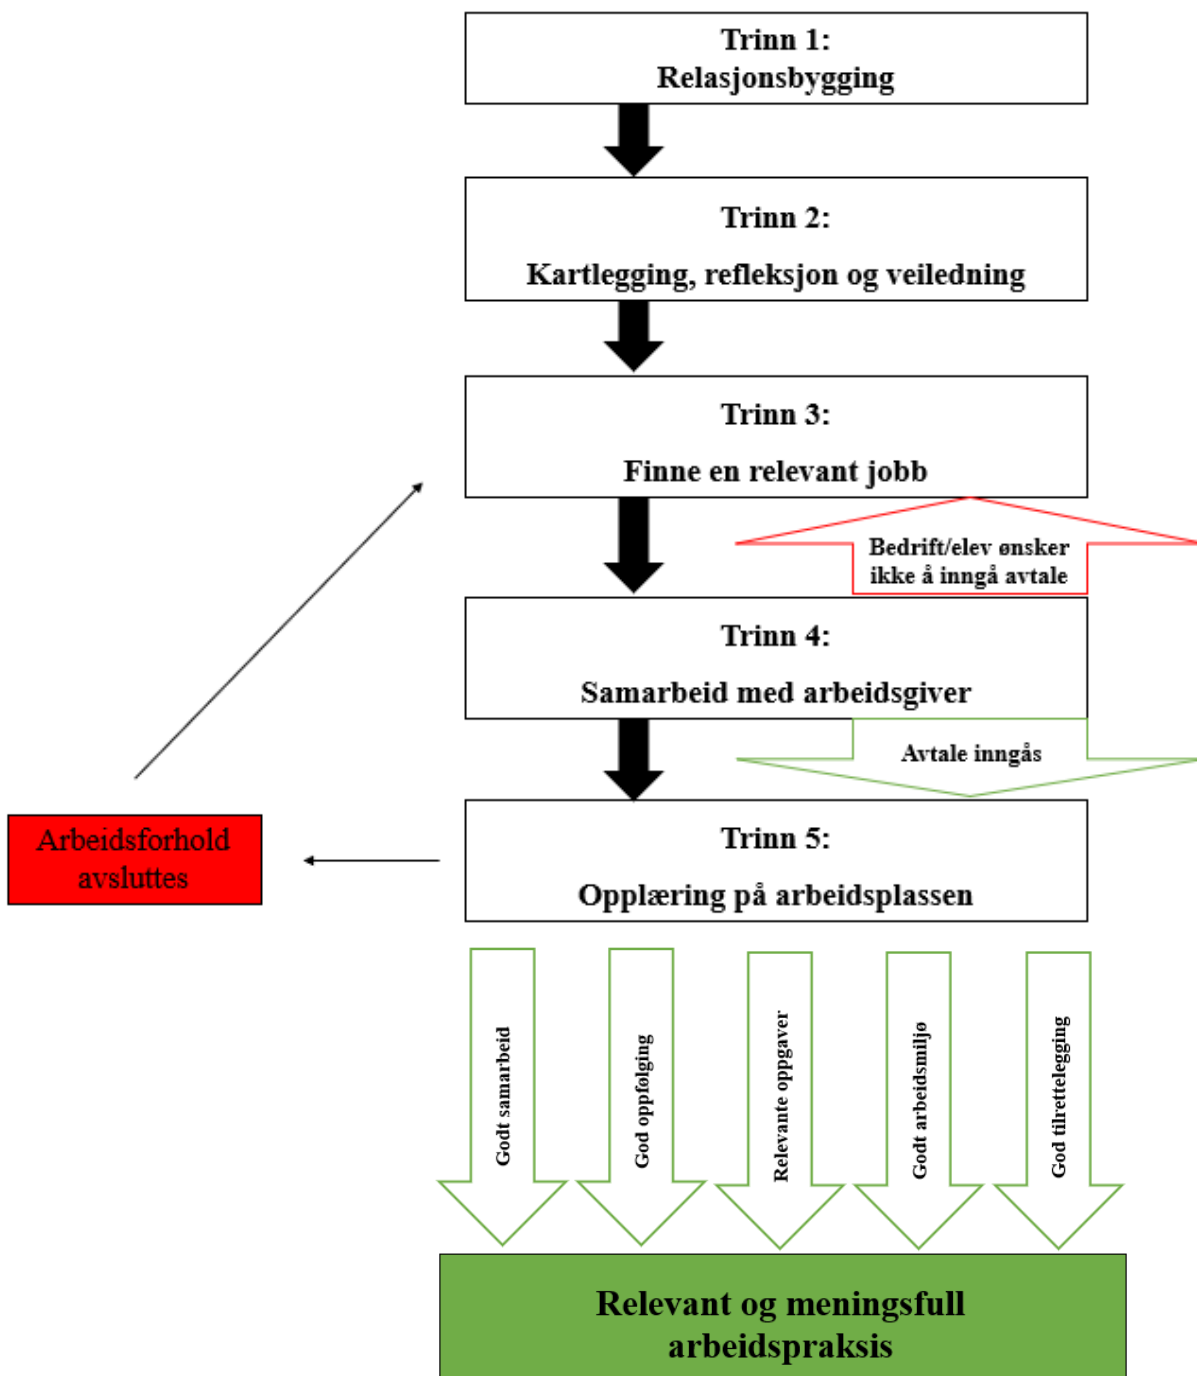 Trinn 1:
Relasjonsbygging
Trinn 2:
Kartlegging, refleksjon og veiledning
Trinn 3:
Finne en relevant jobb
Bedrift/elev ønsker
ikke å inngå avtale
Trinn 4:
Samarbeid med arbeidsgiver
Avtale inngås
Trinn 5:
Opplæring på arbeidsplassen
Arbeidsforhold
avsluttes
Godt samarbeid
God oppfølging
Relevante oppgaver
Godt arbeidsmiljø
God tilrettelegging
Relevant og meningsfull
arbeidspraksis